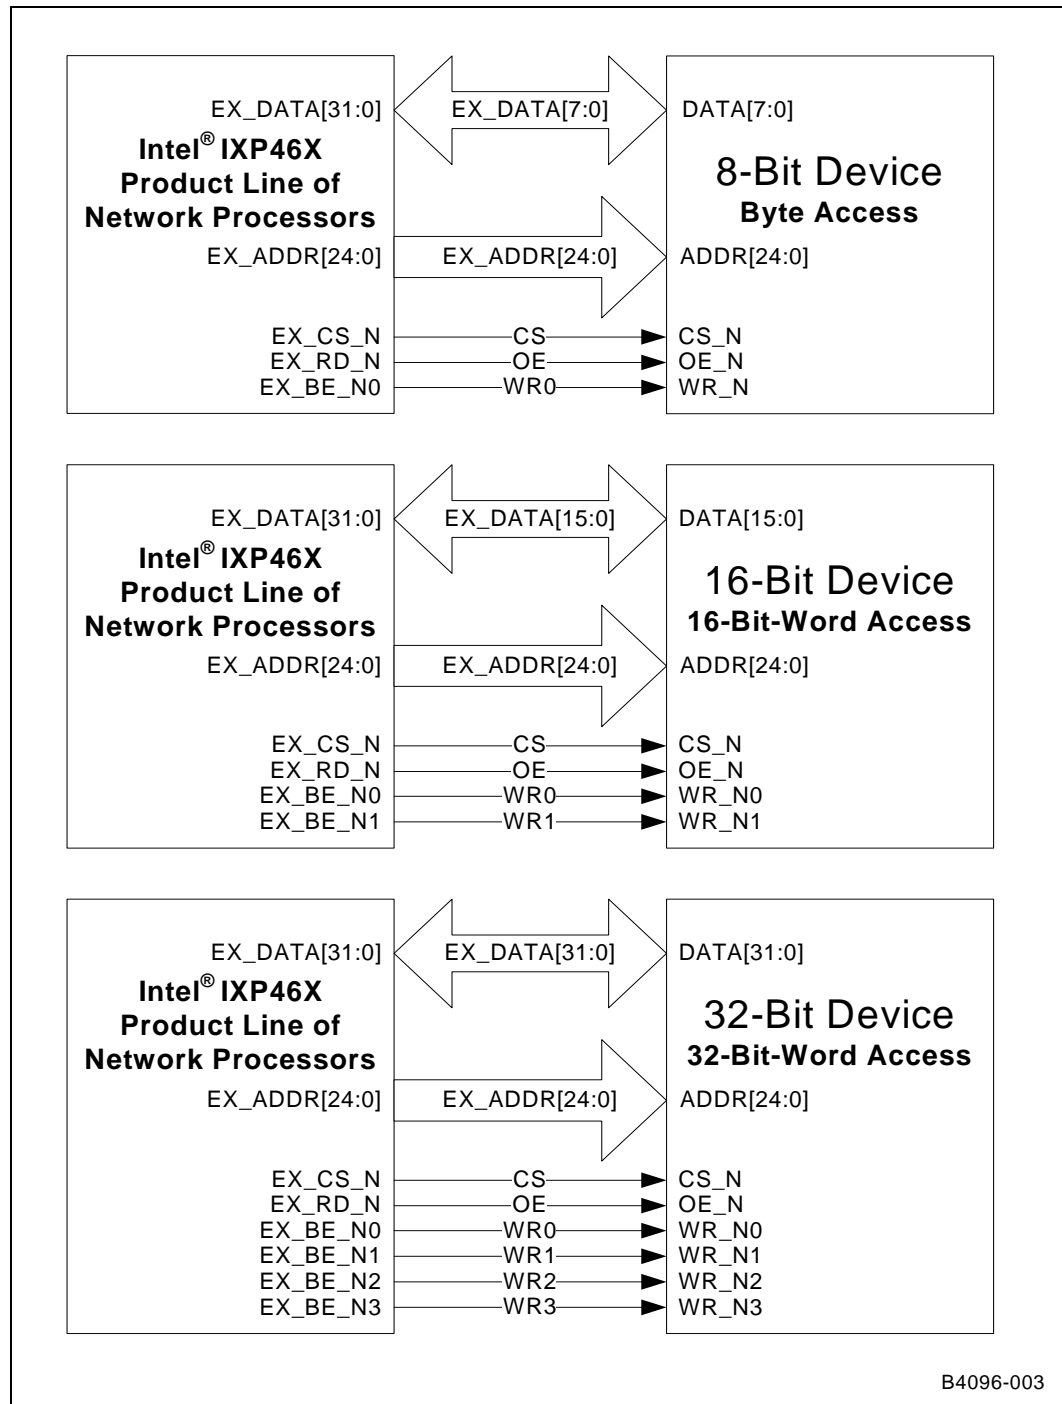 EX_DATA[31:0] EX_DATA[7:0] DATA[7:0]
Intel® IXP46X
Product Line of
Network Processors
8-Bit Device
Byte Access
EX_ADDR[24:0] EX_ADDR[24:0] ADDR[24:0]
EX_CS_N CS CS_N
EX_RD_N OE OE_N
EX_BE_N0 WR0 WR_N
EX_DATA[31:0] EX_DATA[15:0] DATA[15:0]
Intel® IXP46X
Product Line of
Network Processors
16-Bit Device
16-Bit-Word Access
EX_ADDR[24:0] EX_ADDR[24:0] ADDR[24:0]
EX_CS_N CS CS_N
EX_RD_N OE OE_N
EX_BE_N0 WR0 WR_N0
EX_BE_N1 WR1 WR_N1
EX_DATA[31:0] EX_DATA[31:0] DATA[31:0]
Intel® IXP46X
Product Line of
Network Processors
32-Bit Device
32-Bit-Word Access
EX_ADDR[24:0] EX_ADDR[24:0] ADDR[24:0]
EX_CS_N CS CS_N
EX_RD_N OE OE_N
EX_BE_N0 WR0 WR_N0
EX_BE_N1 WR1 WR_N1
EX_BE_N2 WR2 WR_N2
EX_BE_N3 WR3 WR_N3
B4096-003